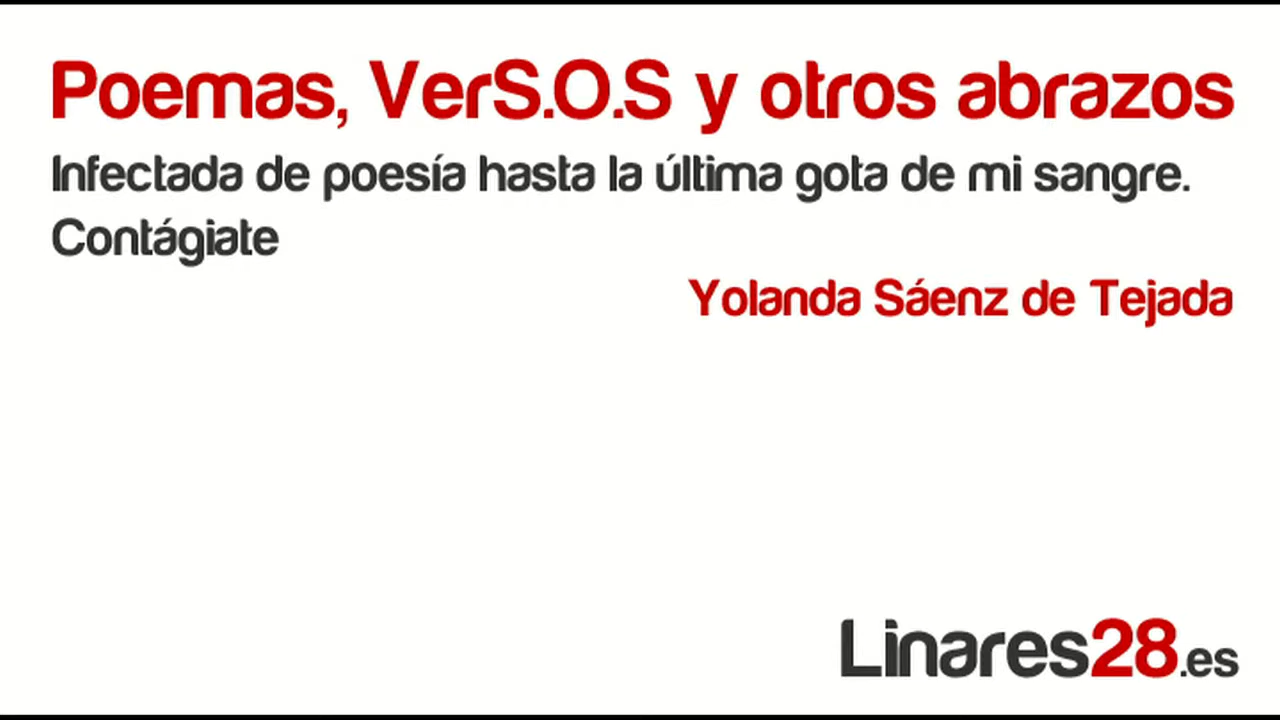 Poemas, VerS.O.S y otros abrazos
Infectada de poesía hasta la última gota de mi sangre.
Contágiate
Yolanda Sáenz de Tejada
Linares28.es